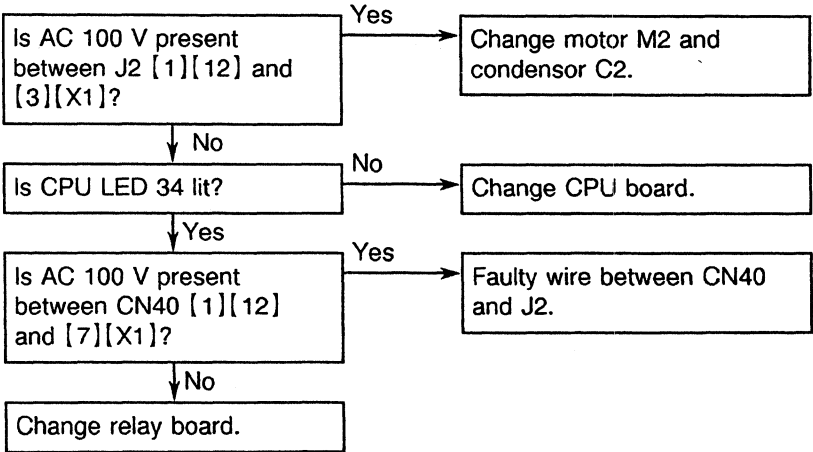 Is AC 100 V present
between J2 [1][12] and
[3][X1]?
Yes
Change motor M2 and
condensor C2.
No
Is CPU LED 34 lit?
No
Change CPU board.
Yes
Is AC 100 V present
between CN40 [1][12]
and [7][X1]?
Yes
Faulty wire between CN40
and J2.
No
Change relay board.